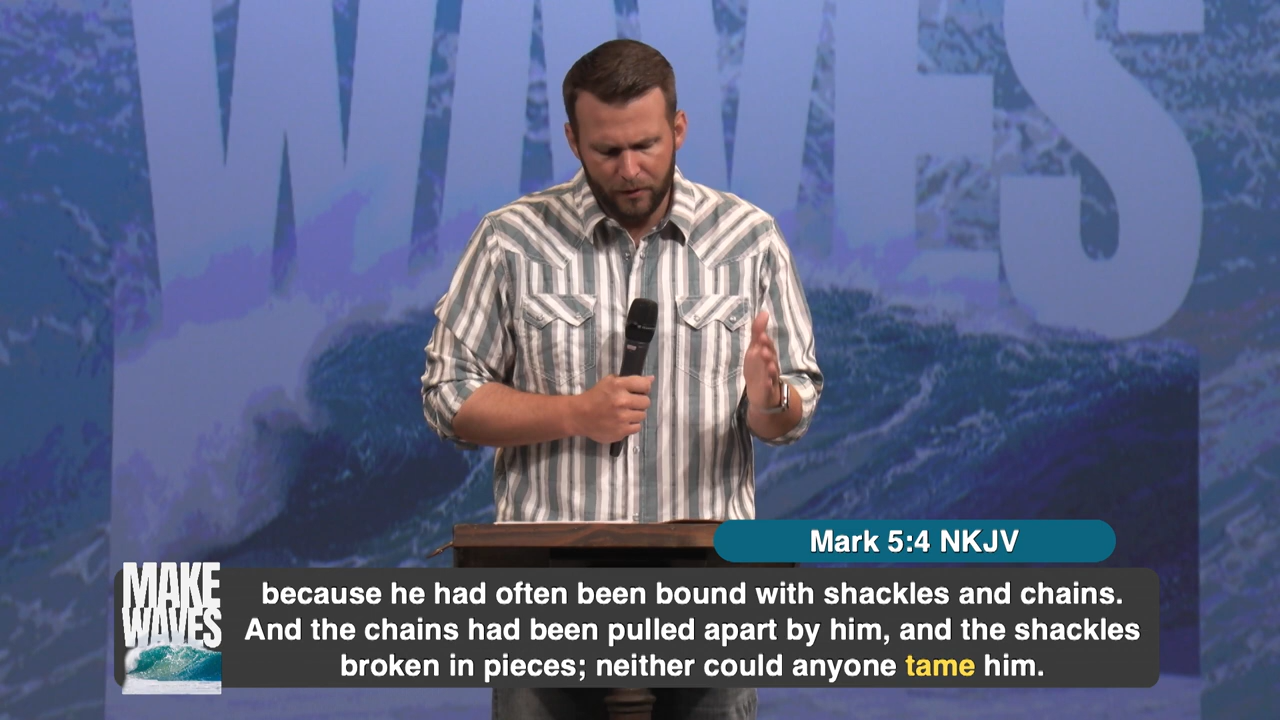 WAVES
Mark 5:4 NKJV
MAKE
WAVES
because he had often been bound with shackles and chains.
And the chains had been pulled apart by him, and the shackles
broken in pieces; neither could anyone tame him.